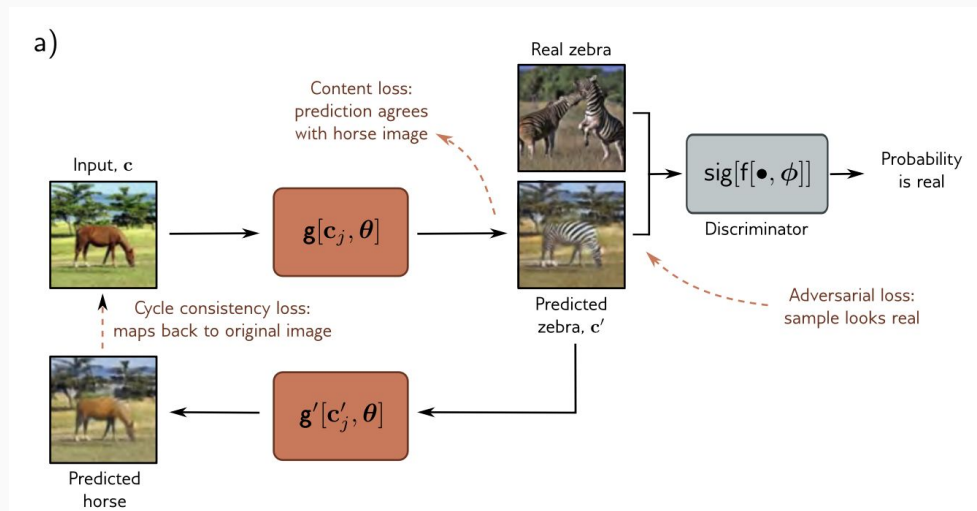 a)
Real zebra
Content loss:
prediction agrees
with horse image
Input, c
g[c_j, θ]
sig[f[•, ϕ]]
Probability
is real
Discriminator
Cycle consistency loss:
maps back to original image
Predicted
zebra, c′
Adversarial loss:
sample looks real
g′[c′_j, θ]
Predicted
horse